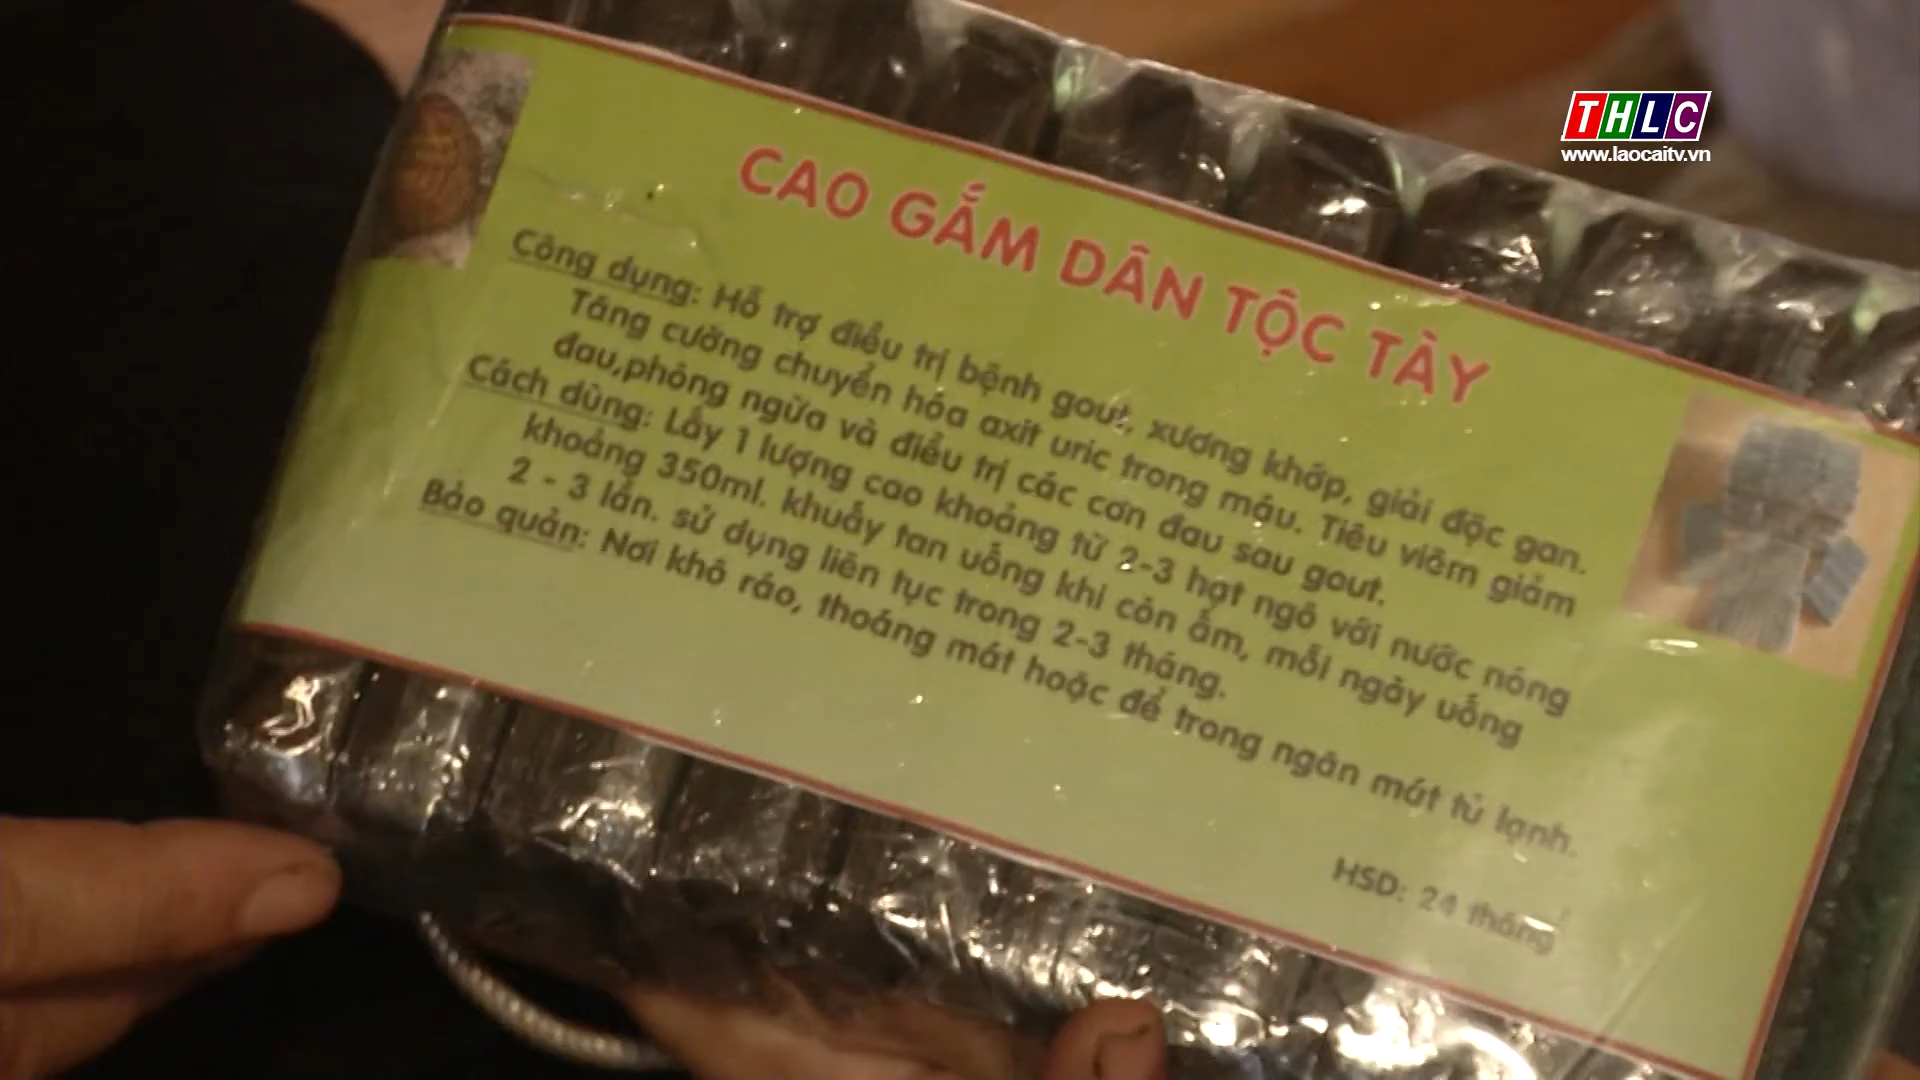 THLC
www.laocaitv.vn
CAO GẮM DÂN TỘC TÀY
Công dụng: Hỗ trợ điều trị bệnh gout, xương khớp, giải độc gan.
Tăng cường chuyển hóa axit uric trong máu. Tiêu viêm giảm
đau,phòng ngừa và điều trị các cơn đau sau gout.
Cách dùng: Lấy 1 lượng cao khoảng từ 2-3 hạt ngô với nước nóng
khoảng 350ml. khuấy tan uống khi còn ấm, mỗi ngày uống
2 - 3 lần. sử dụng liên tục trong 2-3 tháng.
Bảo quản: Nơi khô ráo, thoáng mát hoặc để trong ngăn mát tủ lạnh.
HSD: 24 tháng